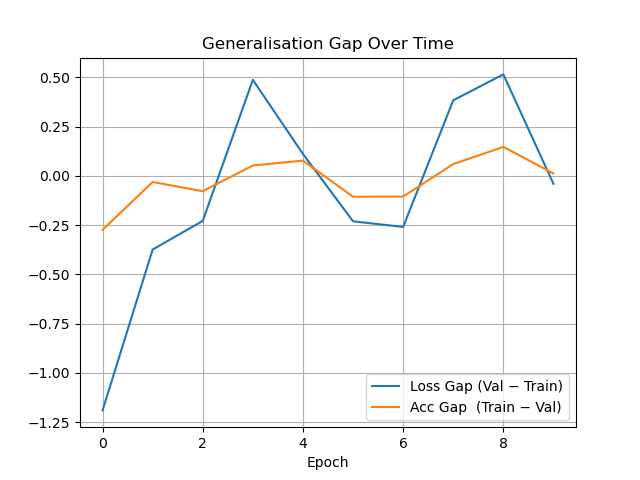 Generalisation Gap Over Time
0.50
0.25
0.00
−0.25
−0.50
−0.75
−1.00
−1.25
Loss Gap (Val − Train)
Acc Gap  (Train − Val)
0 2 4 6 8
Epoch